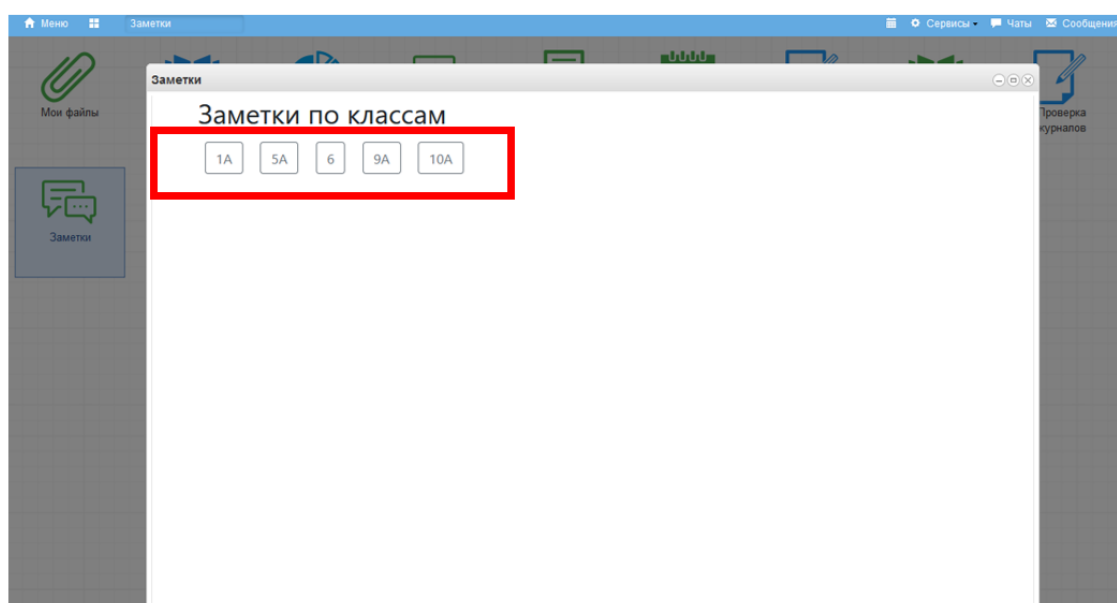 Меню Заметки Сервисы Чаты Сообщения
Мои файлы
Проверка
журналов
Заметки
Заметки
Заметки по классам
1А 5А 6 9А 10А